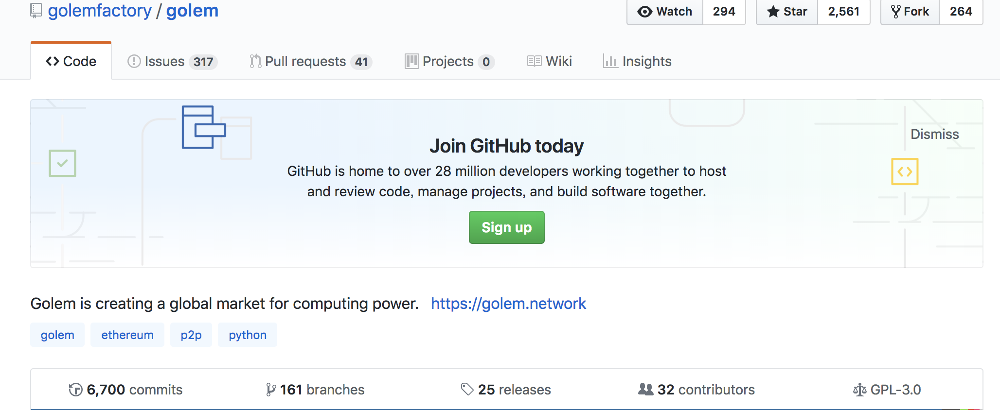 golemfactory / golem
Watch 294 Star 2,561 Fork 264
Code Issues 317 Pull requests 41 Projects 0 Wiki Insights
Join GitHub today
Dismiss
GitHub is home to over 28 million developers working together to host
and review code, manage projects, and build software together.
Sign up
Golem is creating a global market for computing power. https://golem.network
golem ethereum p2p python
6,700 commits 161 branches 25 releases 32 contributors GPL-3.0